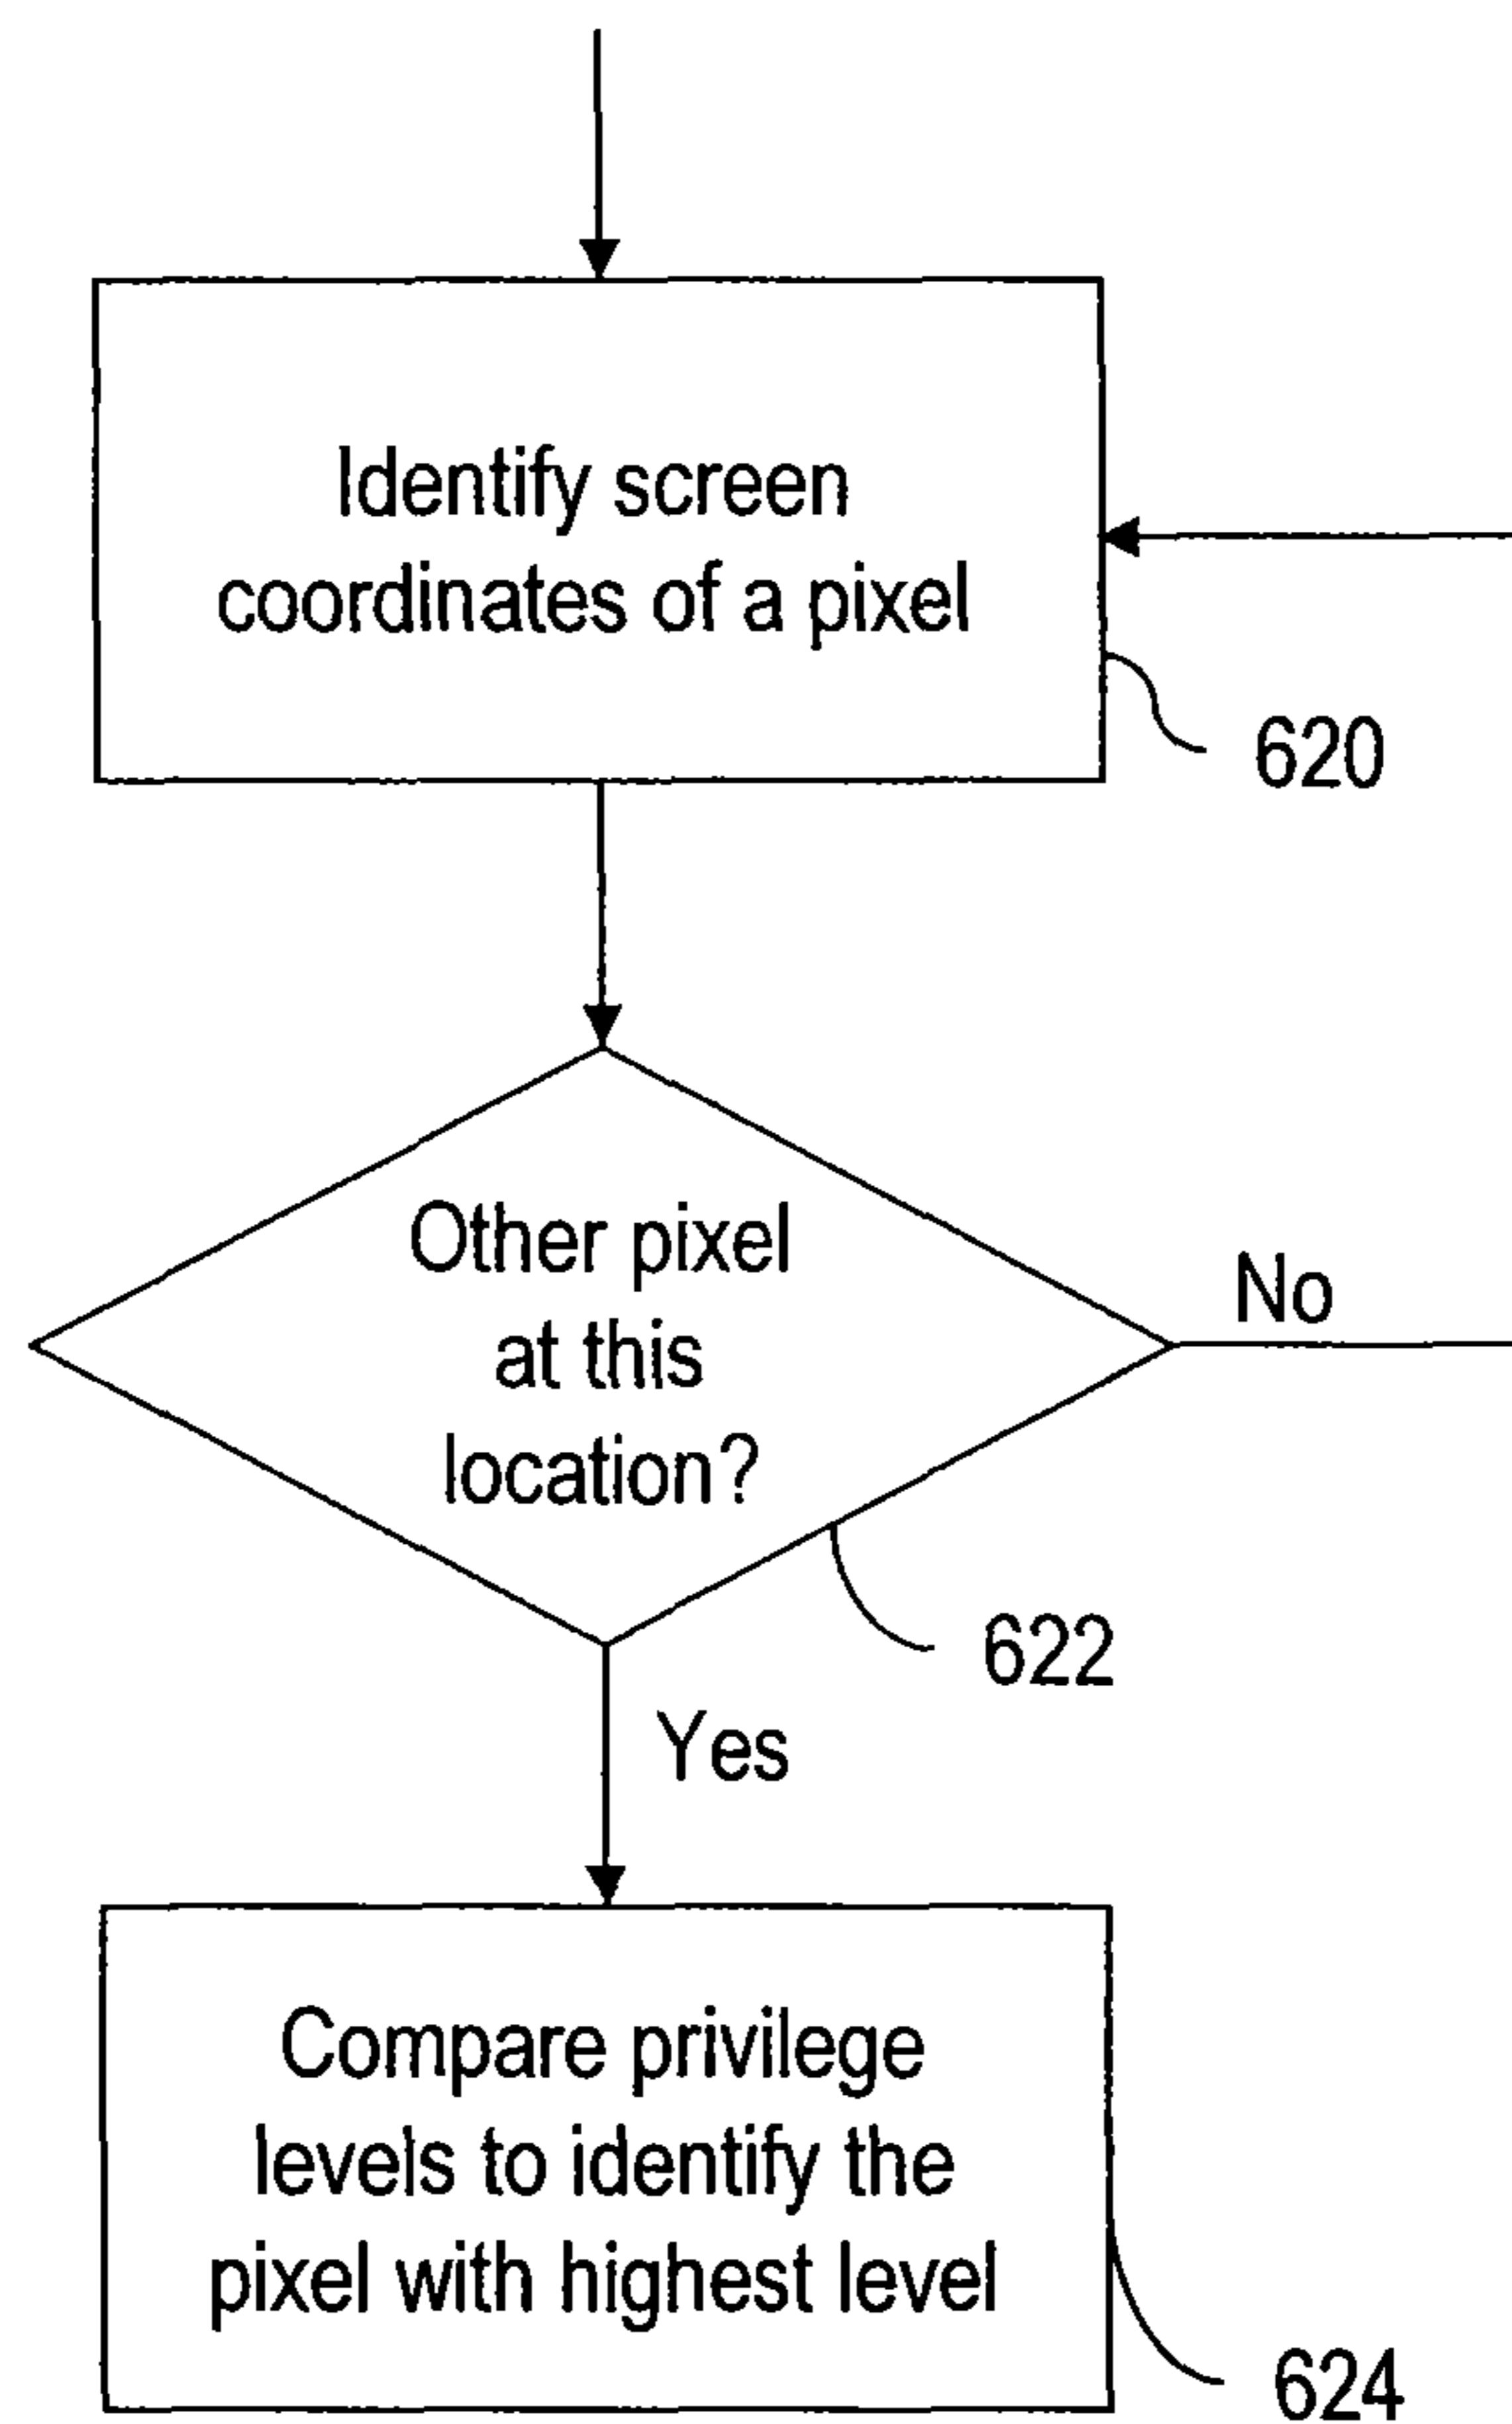 Identify screen
coordinates of a pixel
620
Other pixel
at this
location?
No
622
Yes
Compare privilege
levels to identify the
pixel with highest level
624